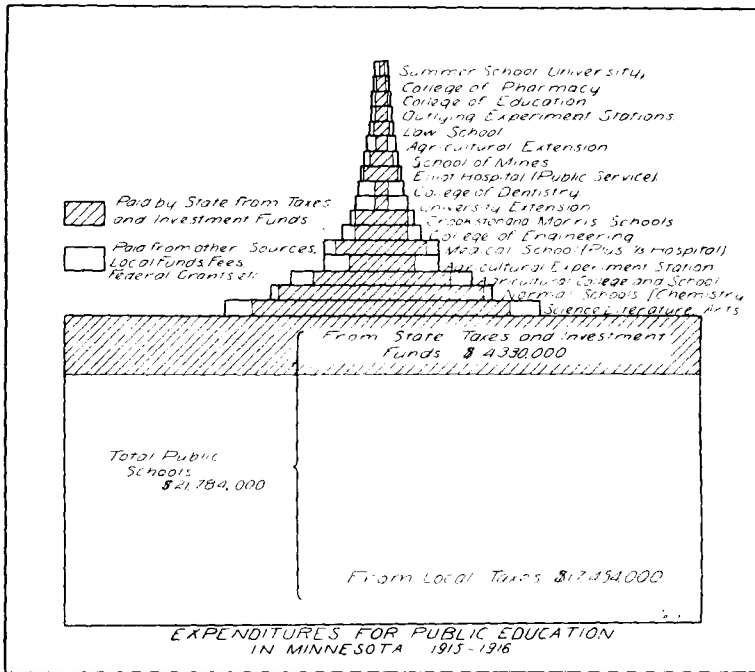 Summer School University,
College of Pharmacy
College of Education
Outlying Experiment Stations
Law School
Agricultural Extension
School of Mines
Elliot Hospital (Public Service)
College of Dentistry
University Extension
Crookston and Morris Schools
College of Engineering
Medical School (Plus Hospital)
Agricultural Experiment Station
Agricultural College and School
Normal Schools [Chemistry
Science Literature Arts
Paid by State from Taxes
and Investment Funds
Paid from other Sources,
Local Funds, Fees,
Federal Grants etc
From State Taxes and Investment
Funds $4330,000
Total Public
Schools
$21,784,000
From Local Taxes $17,454,000
EXPENDITURES FOR PUBLIC EDUCATION
IN MINNESOTA 1915-1916